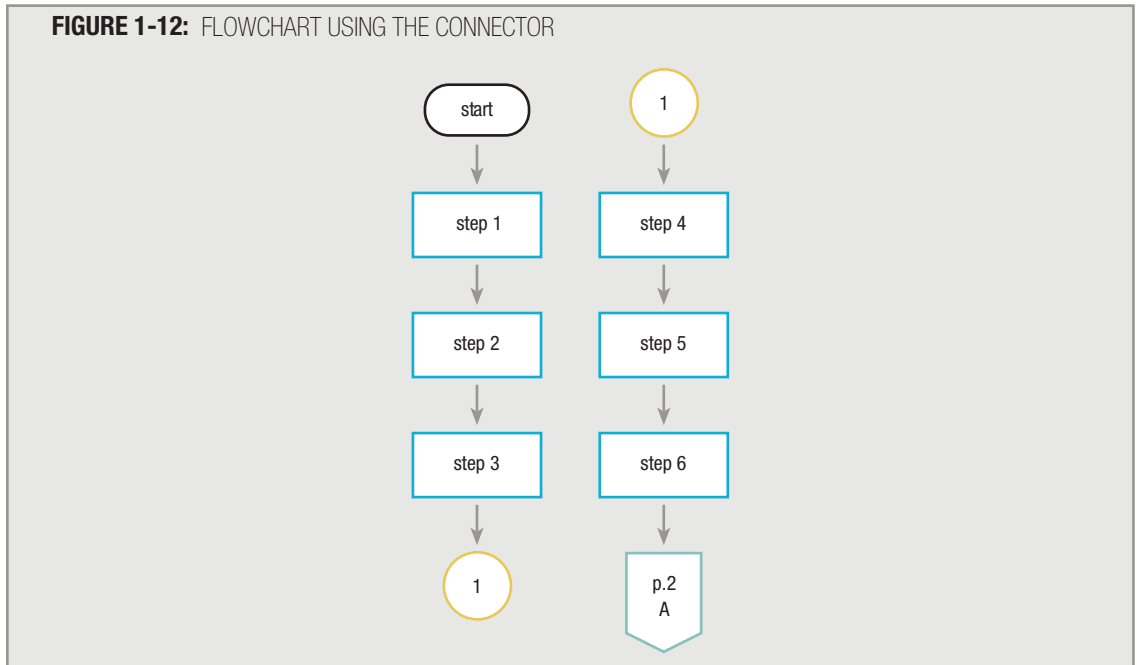 FIGURE 1-12: FLOWCHART USING THE CONNECTOR
start
step 1
step 2
step 3
1
1
step 4
step 5
step 6
p.2
A